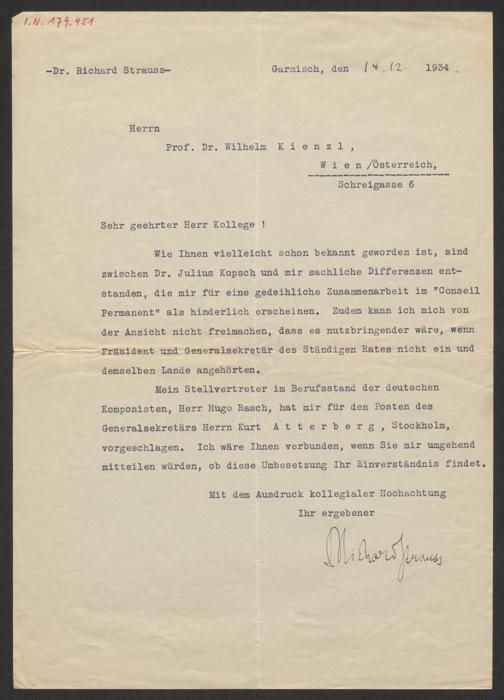 I.N. 179.451
-Dr. Richard Strauss-
Garmisch, den 14.12. 1934.
Herrn
Prof. Dr. Wilhelm K i e n z l ,
W i e n /Österreich,
Schreigasse 6
Sehr geehrter Herr Kollege !
Wie Ihnen vielleicht schon bekannt geworden ist, sind
zwischen Dr. Julius Kopsch und mir sachliche Differenzen ent-
standen, die mir für eine gedeihliche Zusammenarbeit im "Conseil
Permanent" als hinderlich erscheinen. Zudem kann ich mich von
der Ansicht nicht freimachen, dass es nutzbringender wäre, wenn
Präsident und Generalsekretär des Ständigen Rates nicht ein und
demselben Lande angehörten.
Mein Stellvertreter im Berufsstand der deutschen
Komponisten, Herr Hugo Rasch, hat mir für den Posten des
Generalsekretärs Herrn Kurt A t t e r b e r g , Stockholm,
vorgeschlagen. Ich wäre Ihnen verbunden, wenn Sie mir umgehend
mitteilen würden, ob diese Umbesetzung Ihr Einverständnis findet.
Mit dem Ausdruck kollegialer Hochachtung
Ihr ergebener
Richard Strauss